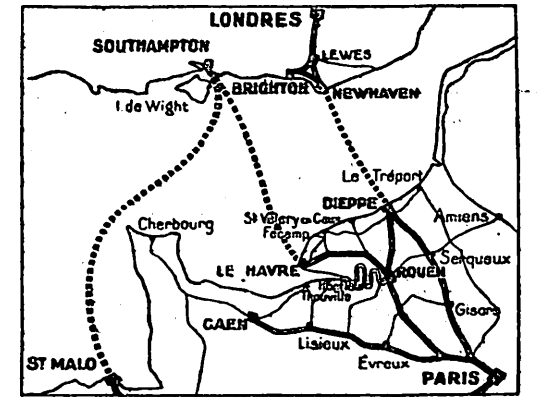 LONDRES
SOUTHAMPTON
LEWES
BRIGHTON
NEWHAVEN
I. de Wight
Le Tréport
DIEPPE
St Valery en Caux
Amiens
Cherbourg
Fécamp
Serqueux
LE HAVRE
ROUEN
Trouville
Gisors
CAEN
Lisieux
Évreux
ST MALO
PARIS